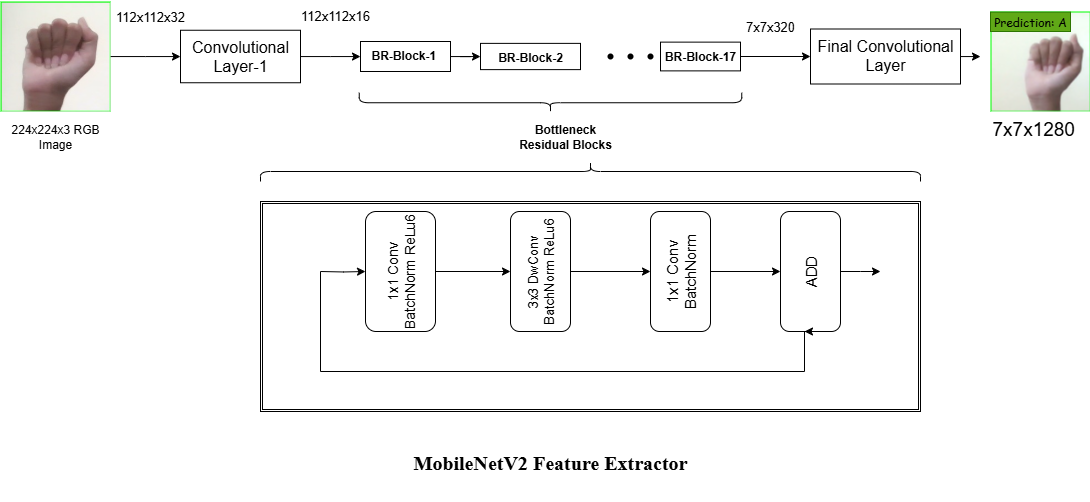 112x112x32
112x112x16
7x7x320
Prediction: A
Convolutional
Layer-1
BR-Block-1
BR-Block-2
BR-Block-17
Final Convolutional
Layer
224x224x3 RGB
Image
7x7x1280
Bottleneck
Residual Blocks
1x1 Conv
BatchNorm ReLu6
3x3 DwConv
BatchNorm ReLu6
1x1 Conv
BatchNorm
ADD
MobileNetV2 Feature Extractor